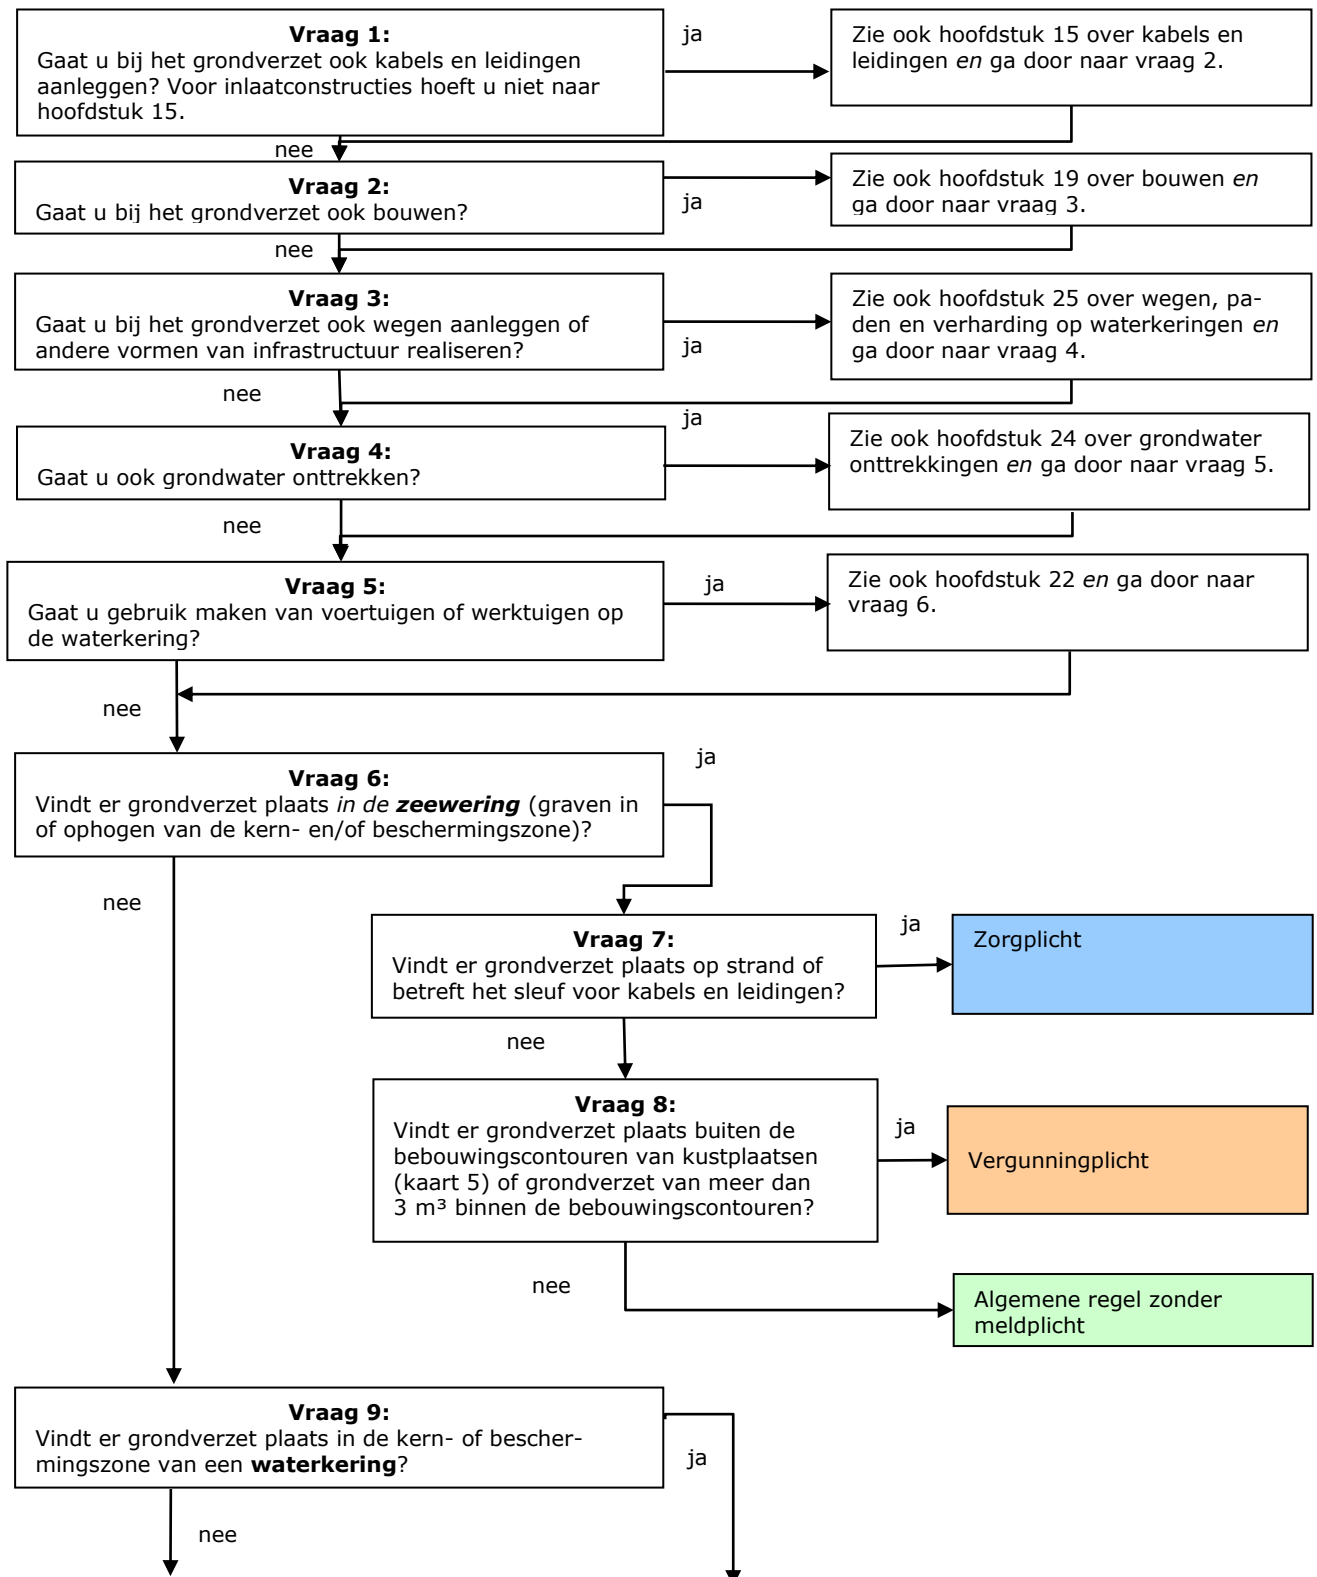 Vraag 1:
Gaat u bij het grondverzet ook kabels en leidingen
aanleggen? Voor inlaatconstructies hoeft u niet naar
hoofdstuk 15.
ja
Zie ook hoofdstuk 15 over kabels en
leidingen en ga door naar vraag 2.
nee
Vraag 2:
Gaat u bij het grondverzet ook bouwen?
ja
Zie ook hoofdstuk 19 over bouwen en
ga door naar vraag 3.
nee
Vraag 3:
Gaat u bij het grondverzet ook wegen aanleggen of
andere vormen van infrastructuur realiseren?
ja
Zie ook hoofdstuk 25 over wegen, pa-
den en verharding op waterkeringen en
ga door naar vraag 4.
nee
Vraag 4:
Gaat u ook grondwater onttrekken?
ja
Zie ook hoofdstuk 24 over grondwater
onttrekkingen en ga door naar vraag 5.
nee
Vraag 5:
Gaat u gebruik maken van voertuigen of werktuigen op
de waterkering?
ja
Zie ook hoofdstuk 22 en ga door naar
vraag 6.
nee
Vraag 6:
Vindt er grondverzet plaats in de zeewering (graven in
of ophogen van de kern- en/of beschermingszone)?
ja
nee
Vraag 7:
Vindt er grondverzet plaats op strand of
betreft het sleuf voor kabels en leidingen?
ja
Zorgplicht
nee
Vraag 8:
Vindt er grondverzet plaats buiten de
bebouwingscontouren van kustplaatsen
(kaart 5) of grondverzet van meer dan
3 m³ binnen de bebouwingscontouren?
ja
Vergunningplicht
nee
Algemene regel zonder
meldplicht
Vraag 9:
Vindt er grondverzet plaats in de kern- of bescher-
mingszone van een waterkering?
ja
nee